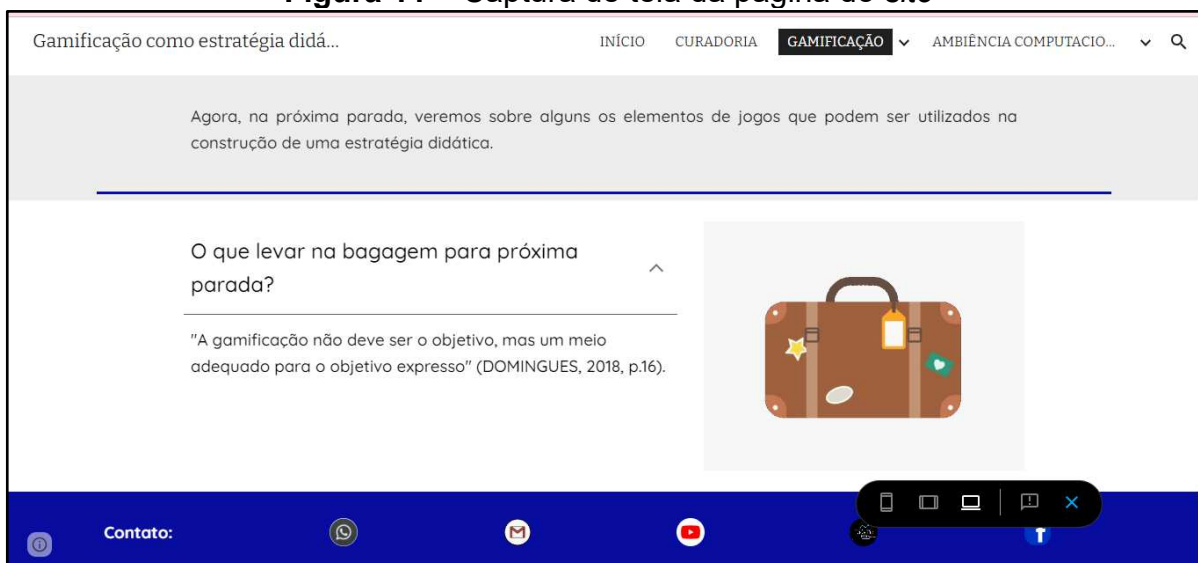 Gamificação como estratégia didá...
INÍCIO CURADORIA GAMIFICAÇÃO AMBIÊNCIA COMPUTACIO...
Agora, na próxima parada, veremos sobre alguns os elementos de jogos que podem ser utilizados na
construção de uma estratégia didática.
O que levar na bagagem para próxima
parada?
"A gamificação não deve ser o objetivo, mas um meio
adequado para o objetivo expresso" (DOMINGUES, 2018, p.16).
Contato: